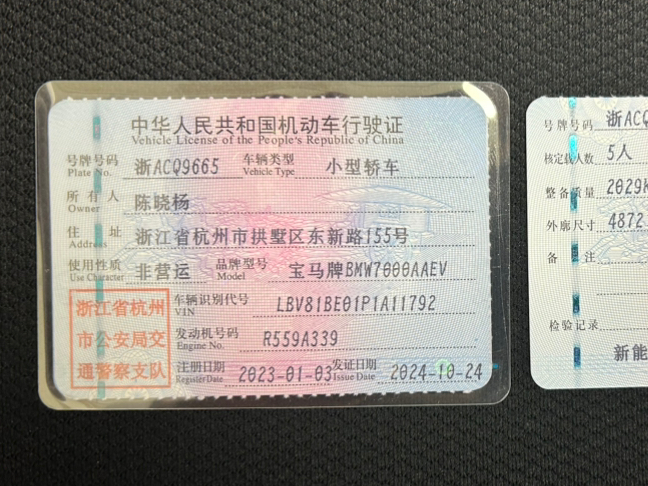 中华人民共和国机动车行驶证
Vehicle License of the People's Republic of China
号牌号码 浙ACQ9665 车辆类型 小型轿车
Plate No. Vehicle Type
所有人 陈晓杨
Owner
住址 浙江省杭州市拱墅区东新路155号
Address
使用性质 非营运 品牌型号 宝马牌BMW7000AAEV
Use Character Model
浙江省杭州
市公安局交
通警察支队
车辆识别代号 LBV81BE01P1A11792
VIN
发动机号码 R559A339
Engine No.
注册日期 2023-01-03 发证日期 2024-10-24
Register Date Issue Date
号牌号码 浙ACQ
核定载人数 5人
整备质量 2029k
外廓尺寸 4872
备注
检验记录
新能